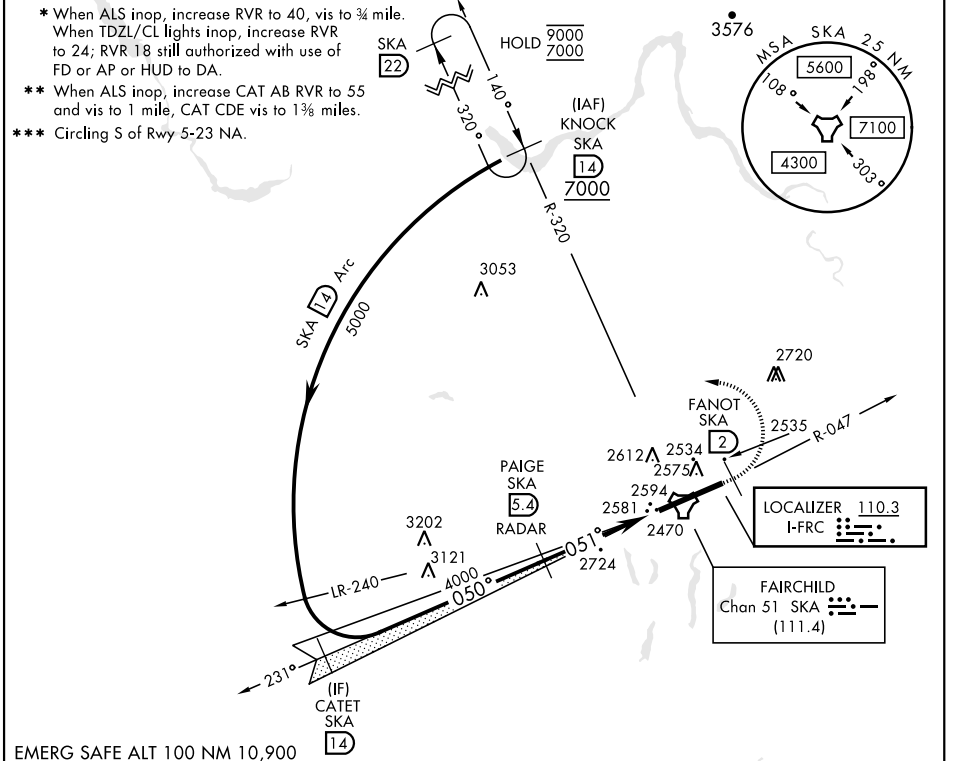 * When ALS inop, increase RVR to 40, vis to ¾ mile.
When TDZL/CL lights inop, increase RVR
to 24; RVR 18 still authorized with use of
FD or AP or HUD to DA.
** When ALS inop, increase CAT AB RVR to 55
and vis to 1 mile, CAT CDE vis to 1⅜ miles.
*** Circling S of Rwy 5-23 NA.
SKA
22
HOLD 9000
7000
140°
320°
(IAF)
KNOCK
SKA
14
7000
3576
MSA SKA 25 NM
5600
108°
198°
7100
4300
303°
R-320
3053
SKA 14 Arc
5000
2720
FANOT
SKA
2
2535
R-047
2612
2534
2575
2594
2581
2470
PAIGE
SKA
5.4
RADAR
051°
2724
LOCALIZER 110.3
I-FRC
3202
3121
LR-240
4000
050°
FAIRCHILD
Chan 51 SKA
(111.4)
231°
(IF)
CATET
SKA
14
EMERG SAFE ALT 100 NM 10,900